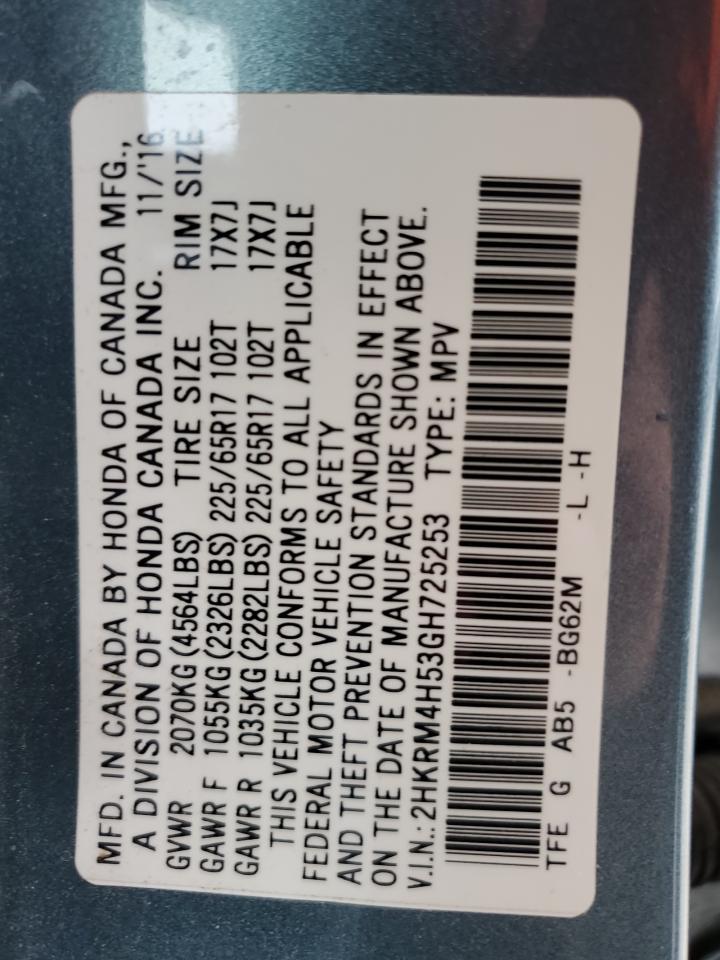 MFD. IN CANADA BY HONDA OF CANADA MFG.,
A DIVISION OF HONDA CANADA INC. 11/'16
GVWR 2070KG (4564LBS) TIRE SIZE RIM SIZE
GAWR F 1055KG (2326LBS) 225/65R17 102T 17X7J
GAWR R 1035KG (2282LBS) 225/65R17 102T 17X7J
THIS VEHICLE CONFORMS TO ALL APPLICABLE
FEDERAL MOTOR VEHICLE SAFETY
AND THEFT PREVENTION STANDARDS IN EFFECT
ON THE DATE OF MANUFACTURE SHOWN ABOVE.
V.I.N.: 2HKRM4H53GH725253 TYPE: MPV
TFE G AB5 -BG62M -L -H